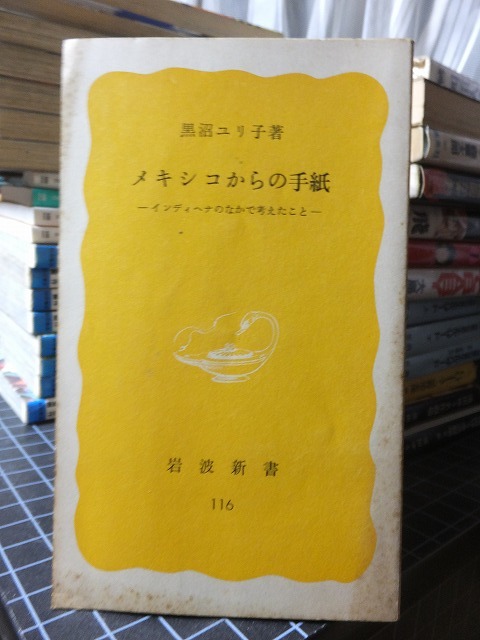 黒沼ユリ子著
メキシコからの手紙
―インディヘナのなかで考えたこと―
岩波新書
116